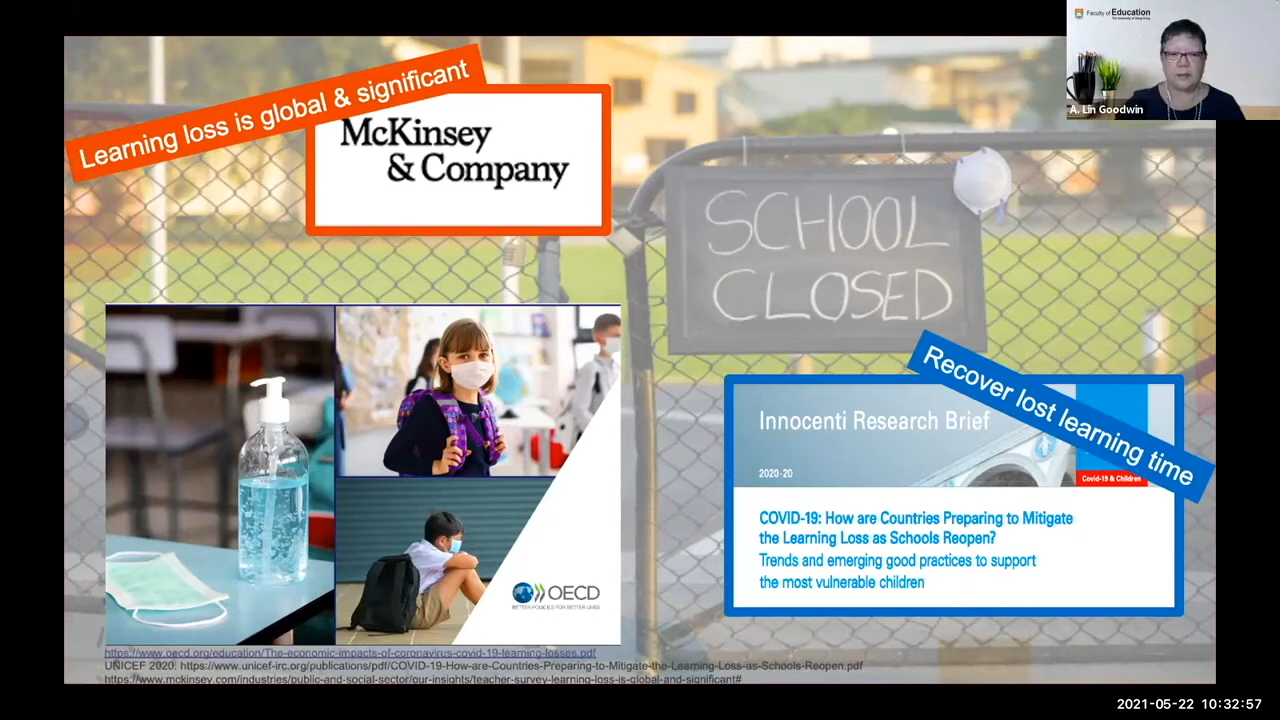 Faculty of Education
The University of Hong Kong
A. Lin Goodwin
Learning loss is global & significant
McKinsey
& Company
SCHOOL
CLOSED
Recover lost learning time
Innocenti Research Brief
2020-20
Covid-19 & Children
COVID-19: How are Countries Preparing to Mitigate
the Learning Loss as Schools Reopen?
Trends and emerging good practices to support
the most vulnerable children
OECD
BETTER POLICIES FOR BETTER LIVES
https://www.oecd.org/education/The-economic-impacts-of-coronavirus-covid-19-learning-losses.pdf
UNICEF 2020: https://www.unicef-irc.org/publications/pdf/COVID-19-How-are-Countries-Preparing-to-Mitigate-the-Learning-Loss-as-Schools-Reopen.pdf
https://www.mckinsey.com/industries/public-and-social-sector/our-insights/teacher-survey-learning-loss-is-global-and-significant#
2021-05-22 10:32:57